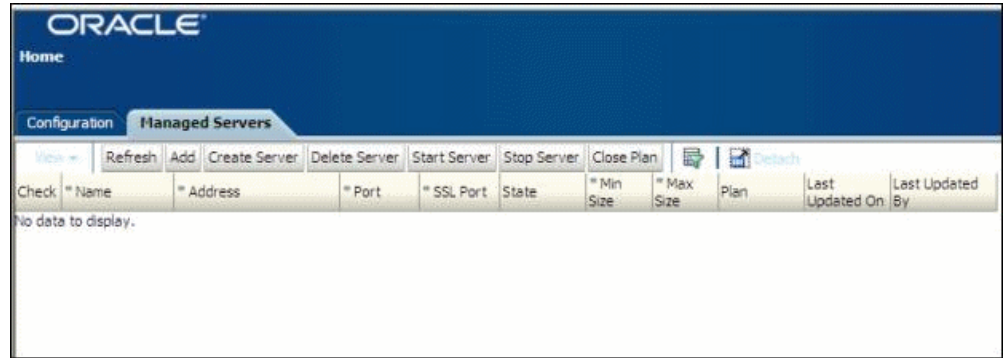 ORACLE®
Home
Configuration Managed Servers
View Refresh Add Create Server Delete Server Start Server Stop Server Close Plan Detach
Check * Name * Address * Port * SSL Port State * Min Size * Max Size Plan Last Updated On Last Updated By
No data to display.